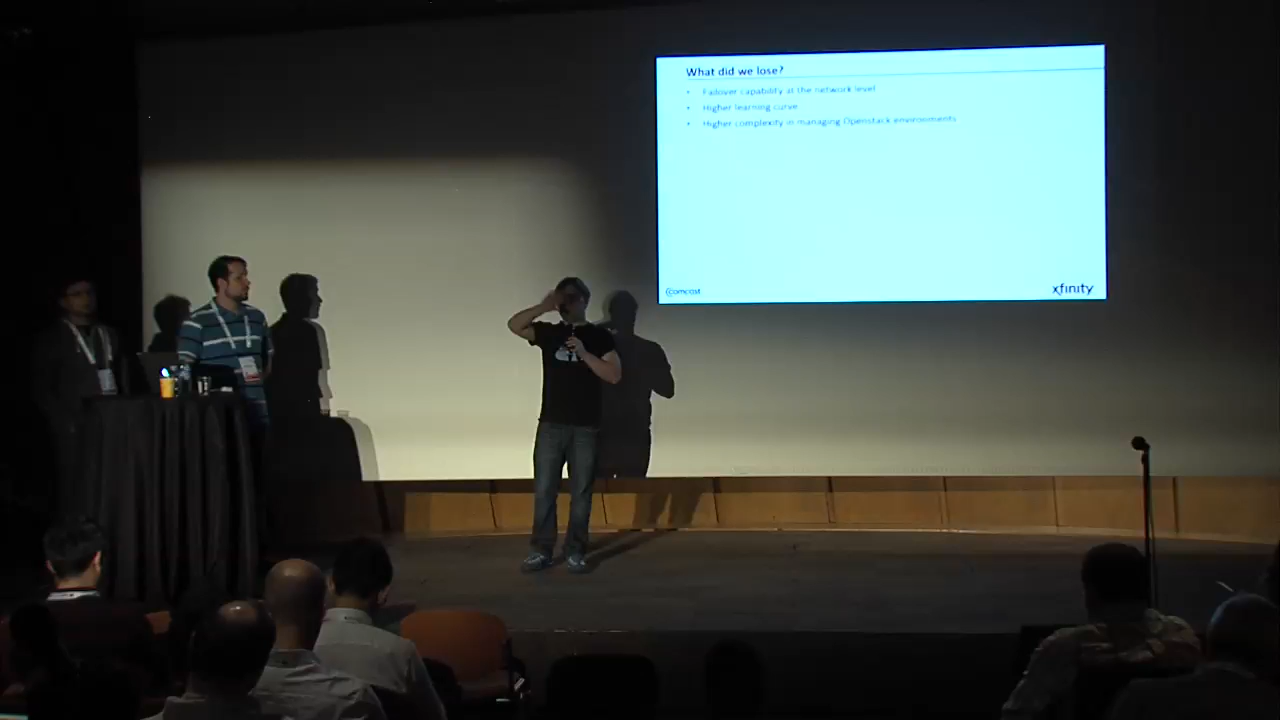 What did we lose?
• Failover capability at the network level
• Higher learning curve
• Higher complexity in managing Openstack environments
comcast
xfinity